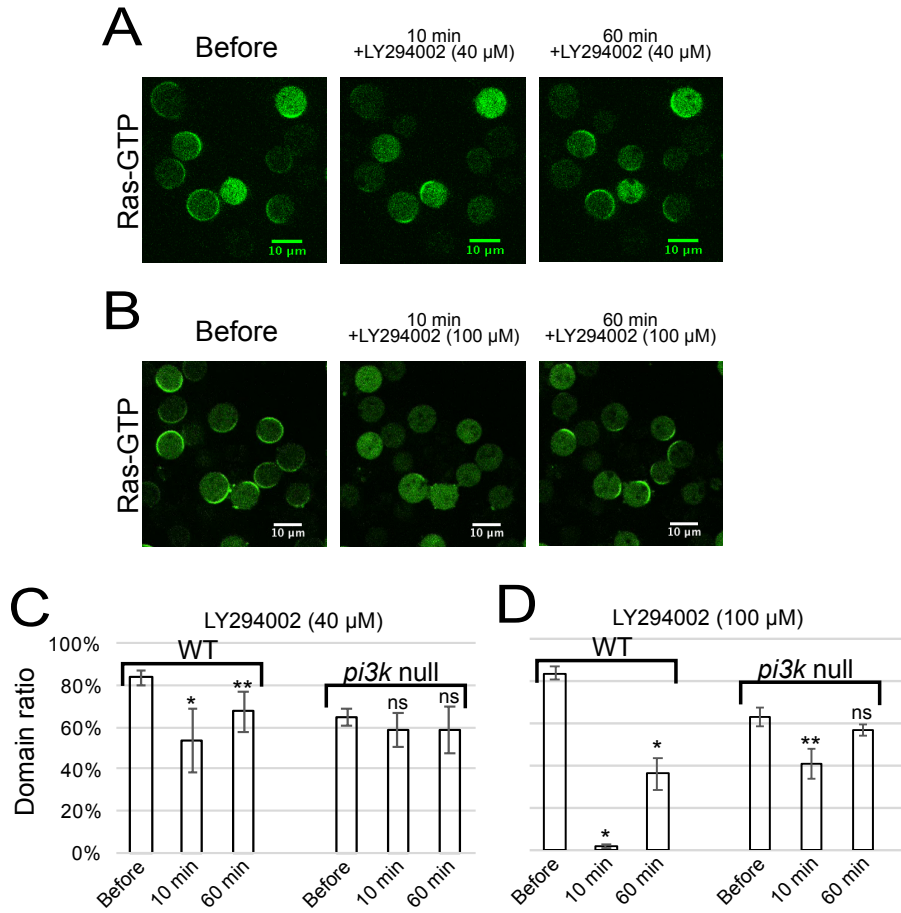 A
Before
10 min
+LY294002 (40 µM)
60 min
+LY294002 (40 µM)
Ras-GTP
10 µm
10 µm
10 µm
B
Before
10 min
+LY294002 (100 µM)
60 min
+LY294002 (100 µM)
Ras-GTP
10 µm
10 µm
10 µm
C
LY294002 (40 µM)
WT
pi3k null
Domain ratio
100%
80%
60%
40%
20%
0%
*
**
ns
ns
Before
10 min
60 min
Before
10 min
60 min
D
LY294002 (100 µM)
WT
pi3k null
*
*
**
ns
Before
10 min
60 min
Before
10 min
60 min